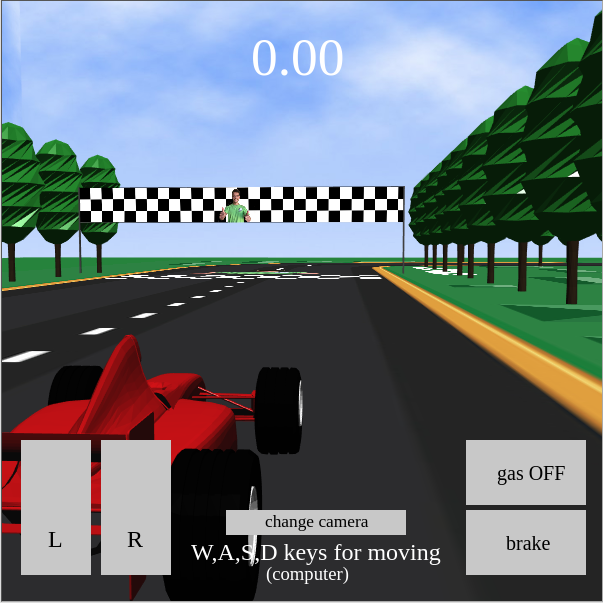 0.00
gas OFF
L
R
brake
change camera
W,A,S,D keys for moving
(computer)